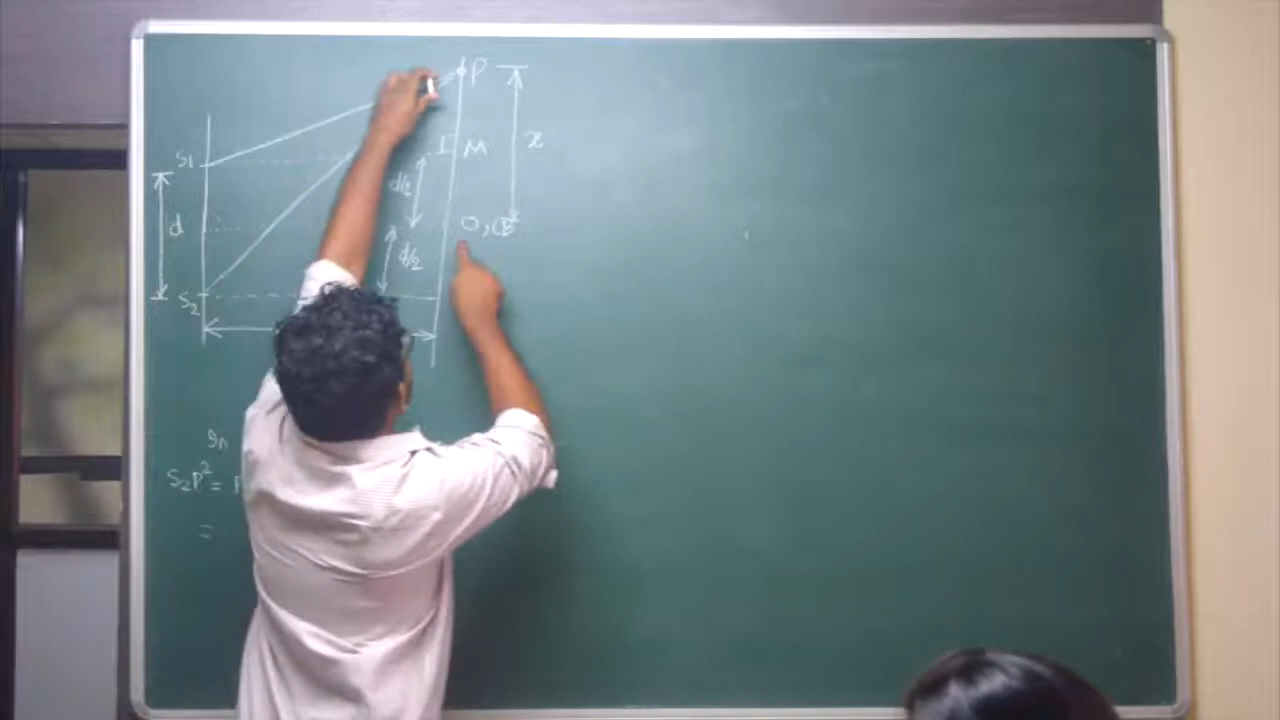 P
S1
M
x
d/2
d
O, CB
d/2
S2
In
S2P² =
=